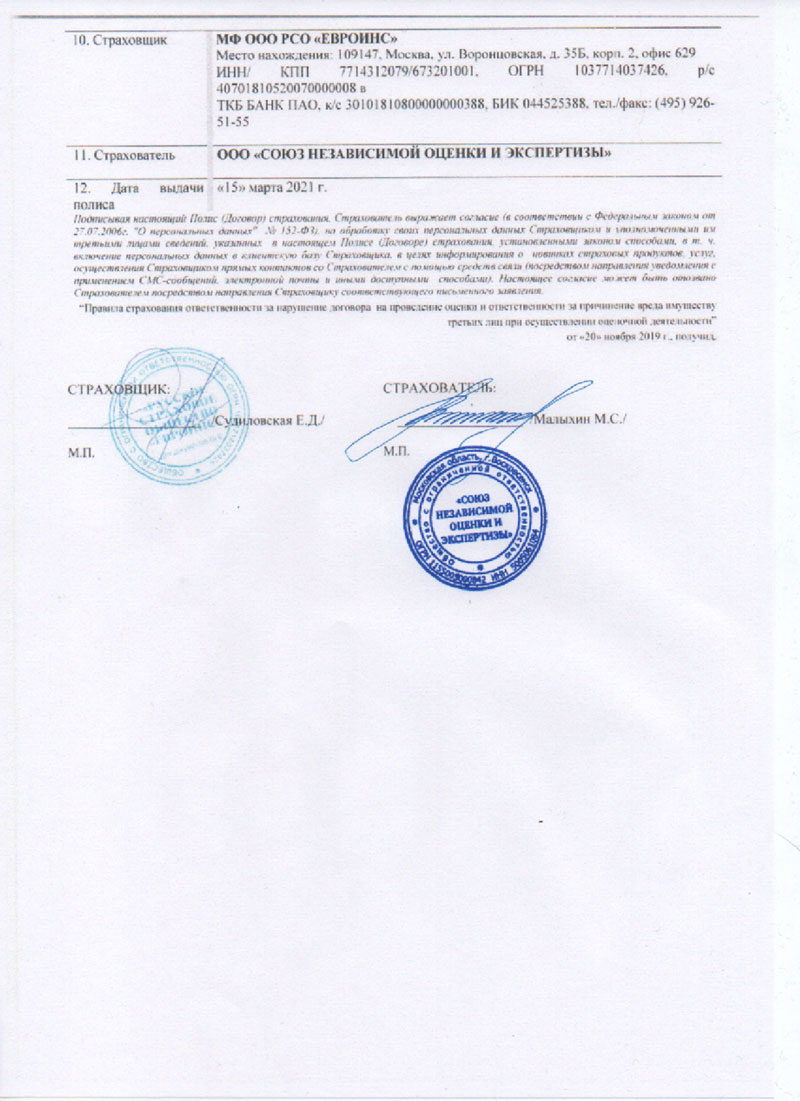 10. Страховщик
МФ ООО РСО «ЕВРОИНС»
Место нахождения: 109147, Москва, ул. Воронцовская, д. 35Б, корп. 2, офис 629
ИНН/ КПП 7714312079/673201001, ОГРН 1037714037426, р/с
40701810520070000008 в
ТКБ БАНК ПАО, к/с 30101810800000000388, БИК 044525388, тел./факс: (495) 926-
51-55
11. Страхователь
ООО «СОЮЗ НЕЗАВИСИМОЙ ОЦЕНКИ И ЭКСПЕРТИЗЫ»
12. Дата выдачи
полиса
«15» марта 2021 г.
Подписывая настоящий Полис (Договор) страхования, Страхователь выражает согласие (в соответствии с Федеральным законом от
27.07.2006г. "О персональных данных" № 152-ФЗ), на обработку своих персональных данных Страховщиком и уполномоченными им
третьими лицами сведений, указанных в настоящем Полисе (Договоре) страхования, установленными законом способами, в т. ч.
включение персональных данных в клиентскую базу Страховщика, в целях информирования о новинках страховых продуктов, услуг,
осуществления Страховщиком прямых контактов со Страхователем с помощью средств связи (посредством направления уведомления с
применением СМС-сообщений, электронной почты и иными доступными способами). Настоящее согласие может быть отозвано
Страхователем посредством направления Страховщику соответствующего письменного заявления.
“Правила страхования ответственности за нарушение договора на проведение оценки и ответственности за причинение вреда имуществу
третьих лиц при осуществлении оценочной деятельности”
от «20» ноября 2019 г., получил.
СТРАХОВЩИК:
/Судиловская Е.Д./
М.П.
«РУССКОЕ
СТРАХОВОЕ
ОБЩЕСТВО
СТРАХОВАТЕЛЬ:
/Малыхин М.С./
М.П.
Московская область, г. Воскресенск
Общество с ограниченной ответственностью
«СОЮЗ
НЕЗАВИСИМОЙ
ОЦЕНКИ И
ЭКСПЕРТИЗЫ»